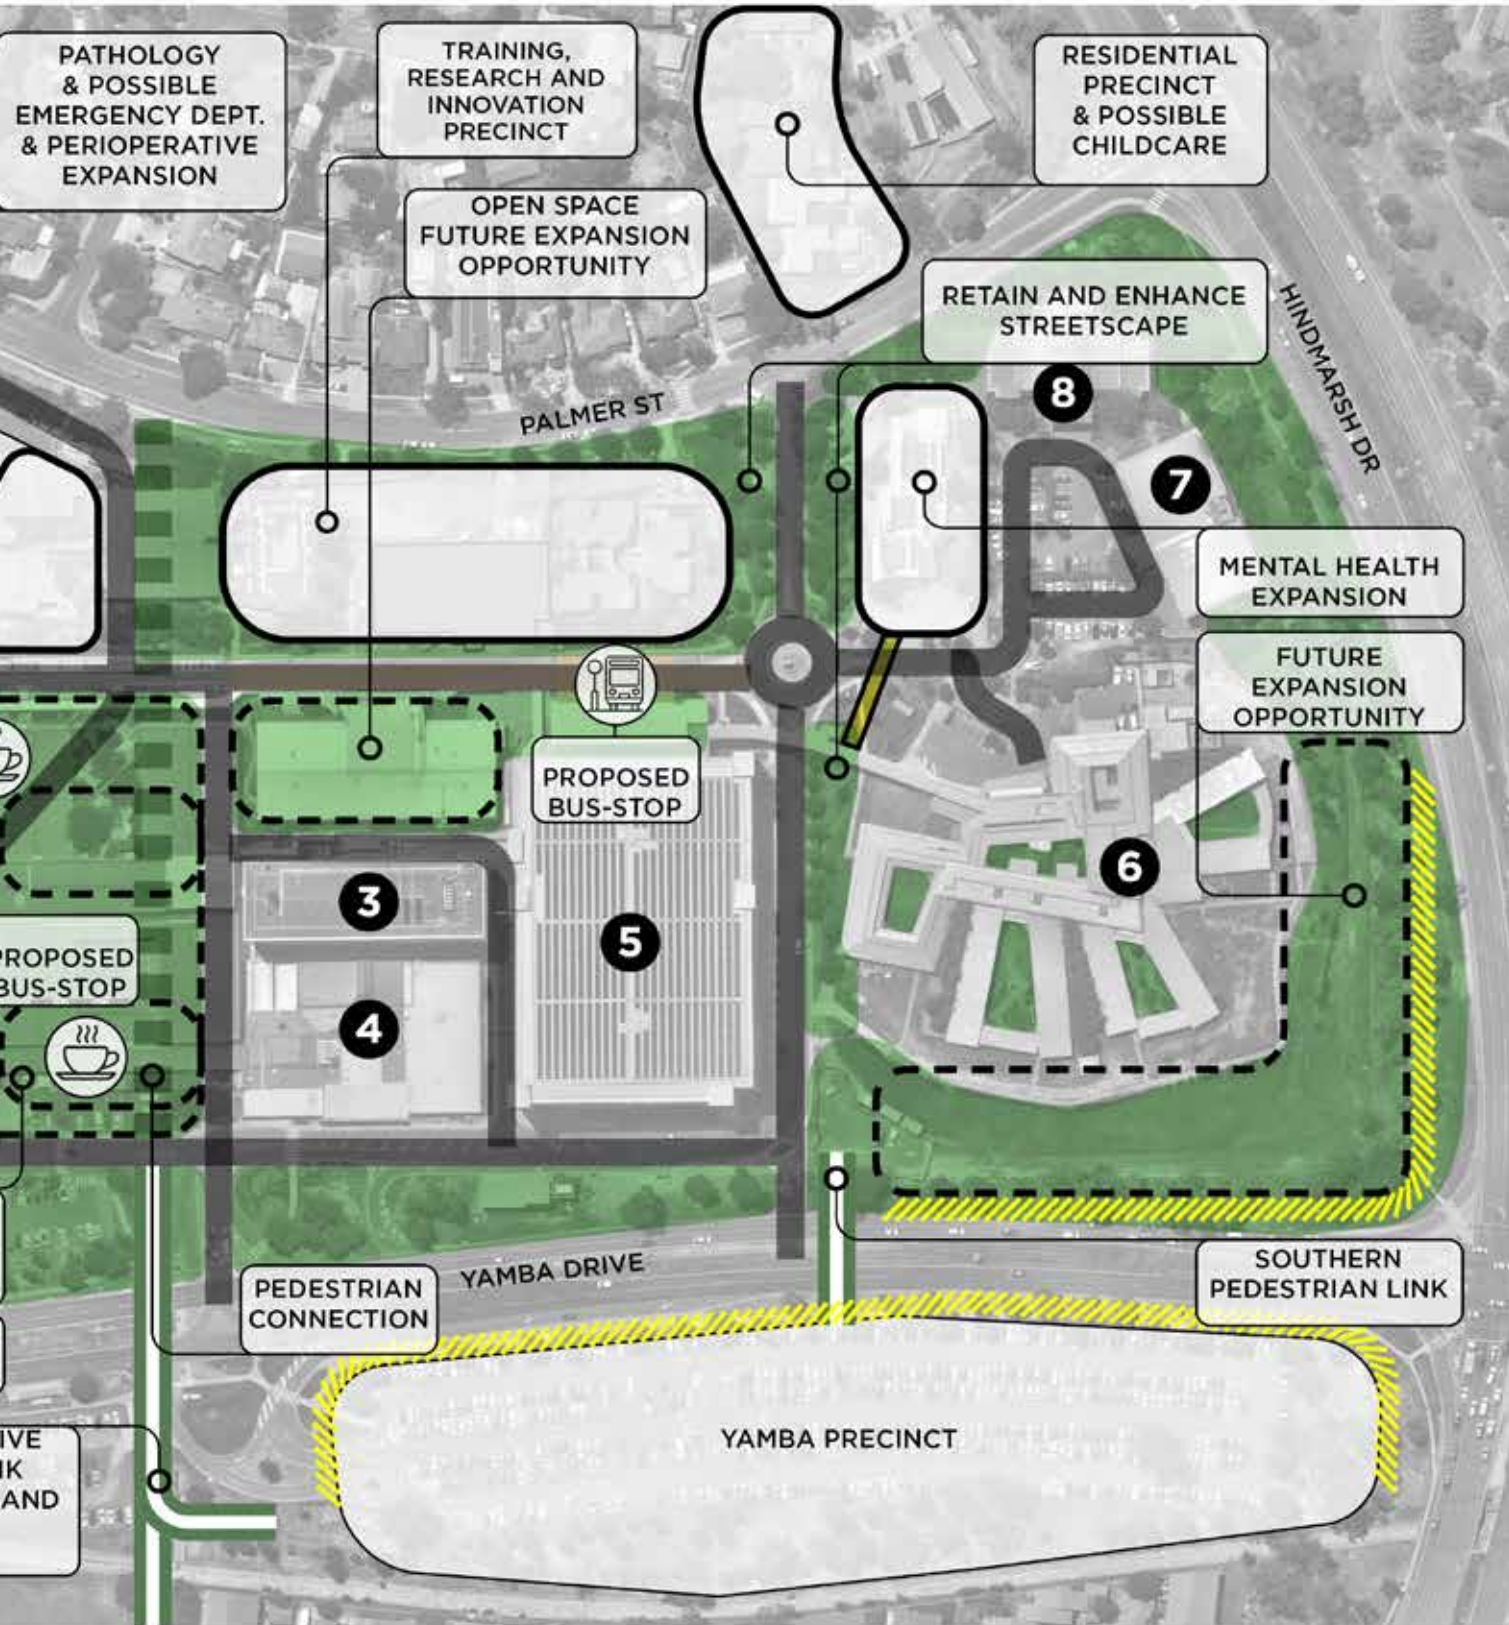 PATHOLOGY
& POSSIBLE
EMERGENCY DEPT.
& PERIOPERATIVE
EXPANSION
TRAINING,
RESEARCH AND
INNOVATION
PRECINCT
RESIDENTIAL
PRECINCT
& POSSIBLE
CHILDCARE
OPEN SPACE
FUTURE EXPANSION
OPPORTUNITY
RETAIN AND ENHANCE
STREETSCAPE
HINDMARSH DR
PALMER ST
8
7
MENTAL HEALTH
EXPANSION
FUTURE
EXPANSION
OPPORTUNITY
PROPOSED
BUS-STOP
6
3
5
PROPOSED
BUS-STOP
4
SOUTHERN
PEDESTRIAN LINK
YAMBA DRIVE
PEDESTRIAN
CONNECTION
YAMBA PRECINCT
IVE
IK
AND